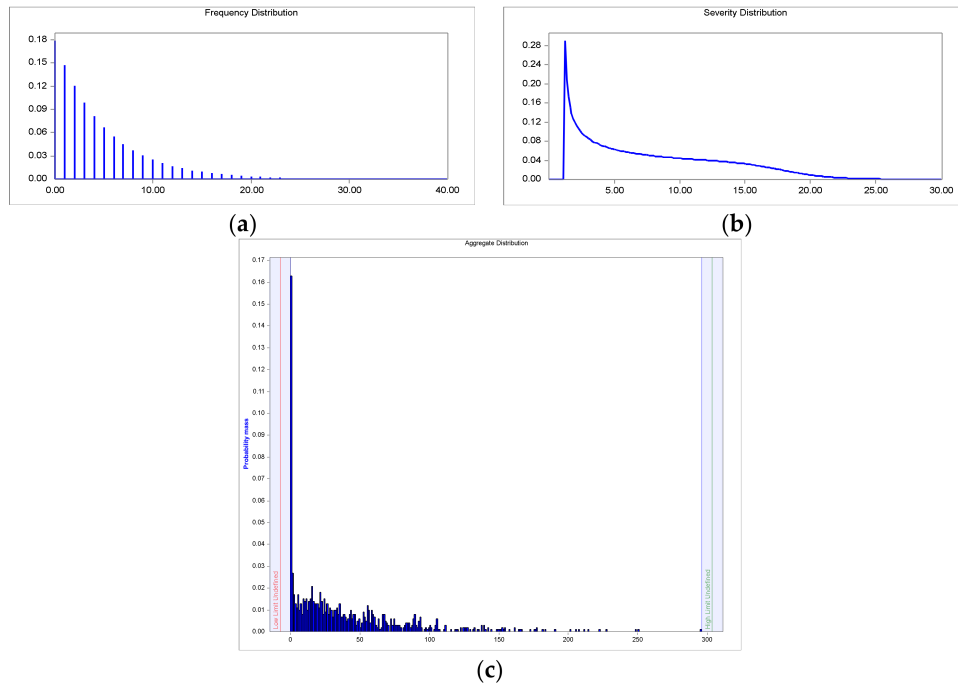 Frequency Distribution
0.18
0.15
0.12
0.09
0.06
0.03
0.00
0.00 10.00 20.00 30.00 40.00
(a)
Severity Distribution
0.28
0.24
0.20
0.16
0.12
0.08
0.04
0.00
5.00 10.00 15.00 20.00 25.00 30.00
(b)
Aggregate Distribution
0.17
0.16
0.15
0.14
0.13
0.12
0.11
0.10
0.09
0.08
0.07
0.06
0.05
0.04
0.03
0.02
0.01
0.00
Probability mass
Low Limit Undefined
High Limit Undefined
0 50 100 150 200 250 300
(c)